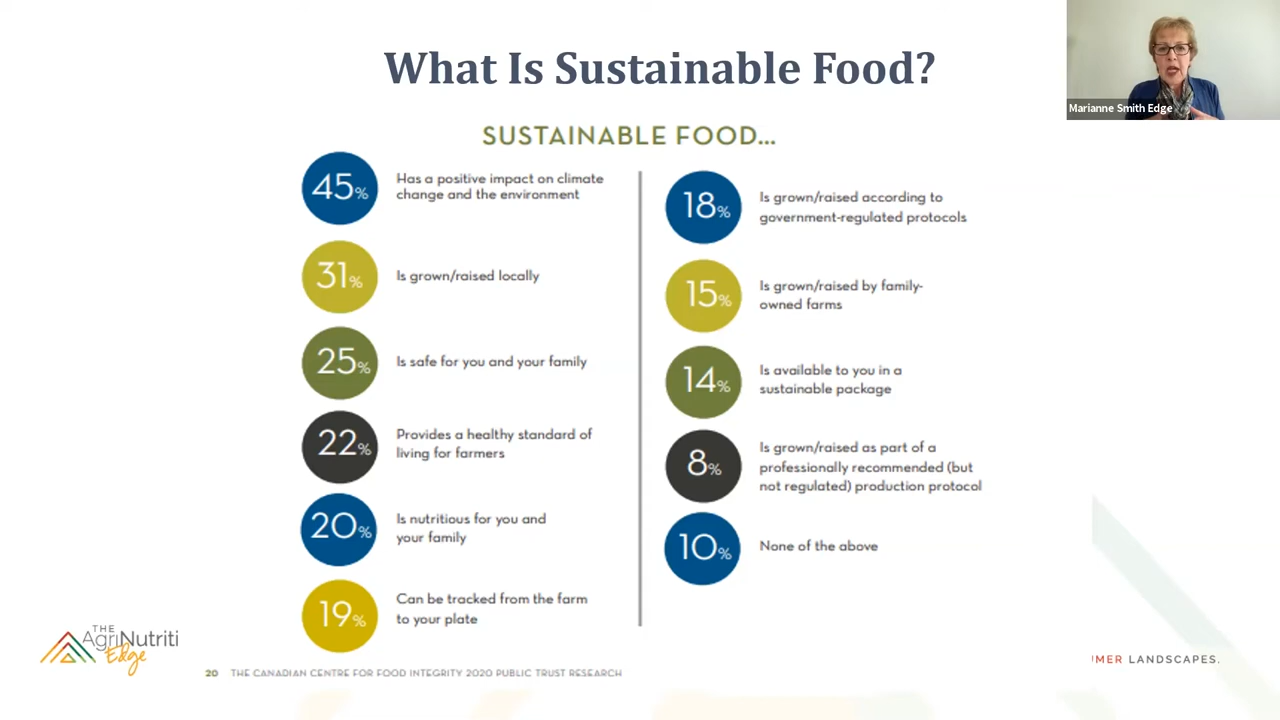 What Is Sustainable Food?
Marianne Smith Edge
SUSTAINABLE FOOD...
45%
Has a positive impact on climate
change and the environment
31%
Is grown/raised locally
25%
Is safe for you and your family
22%
Provides a healthy standard of
living for farmers
20%
Is nutritious for you and
your family
19%
Can be tracked from the farm
to your plate
18%
Is grown/raised according to
government-regulated protocols
15%
Is grown/raised by family-
owned farms
14%
Is available to you in a
sustainable package
8%
Is grown/raised as part of a
professionally recommended (but
not regulated) production protocol
10%
None of the above
THE
AgriNutriti
Edge
20 THE CANADIAN CENTRE FOR FOOD INTEGRITY 2020 PUBLIC TRUST RESEARCH
UMER LANDSCAPES.